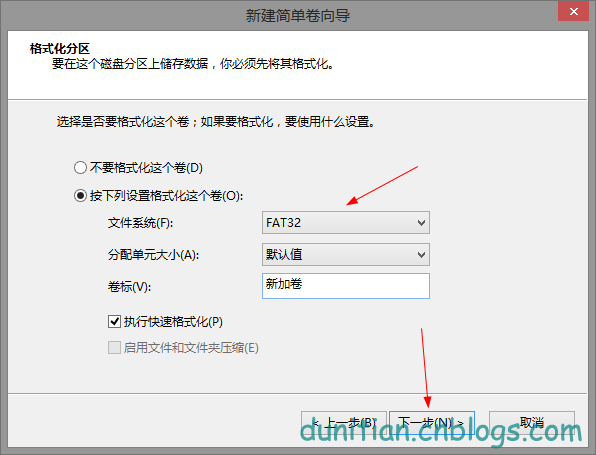 新建简单卷向导
格式化分区
要在这个磁盘分区上储存数据，你必须先将其格式化。
选择是否要格式化这个卷；如果要格式化，要使用什么设置。
不要格式化这个卷(D)
按下列设置格式化这个卷(O):
文件系统(F): FAT32
分配单元大小(A): 默认值
卷标(V): 新加卷
执行快速格式化(P)
启用文件和文件夹压缩(E)
< 上一步(B) 下一步(N) > 取消
dunitian.cnblogs.com